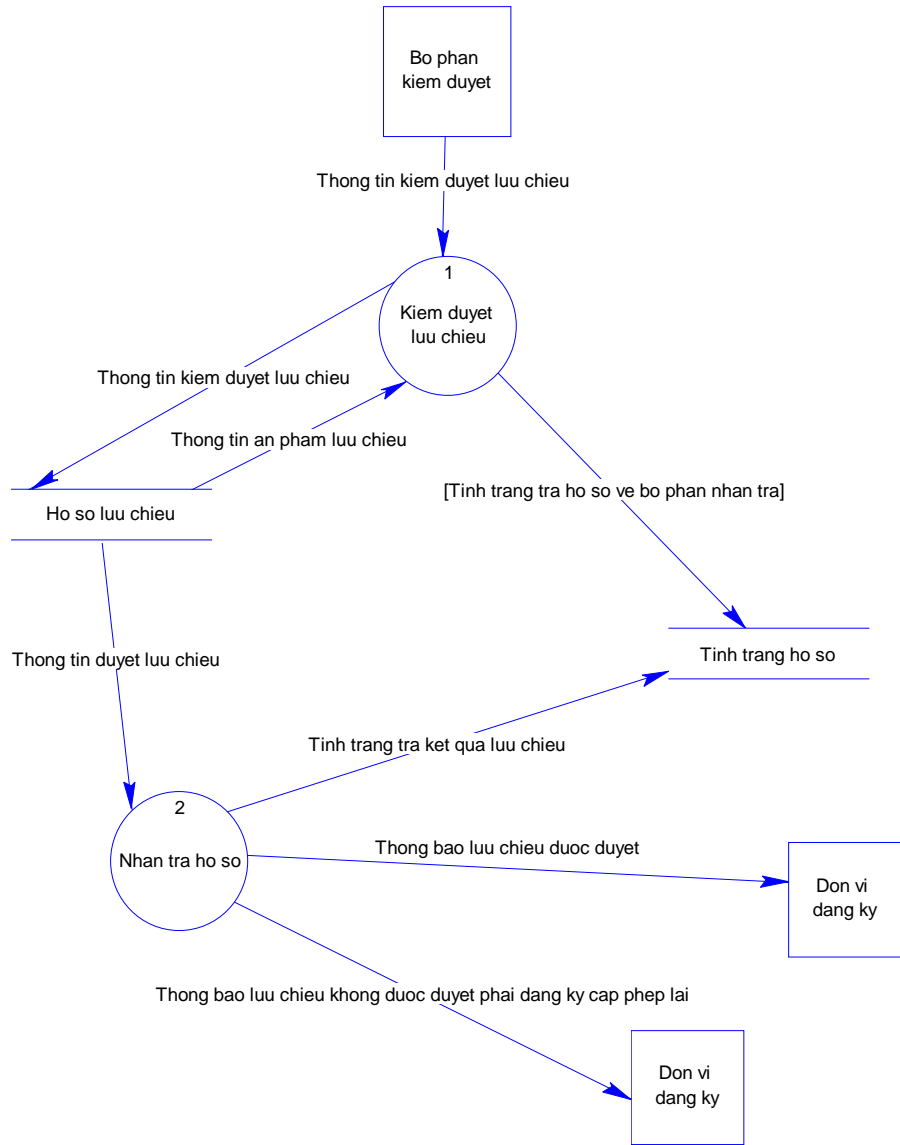 Bo phan
kiem duyet
Thong tin kiem duyet luu chieu
1
Kiem duyet
luu chieu
Thong tin kiem duyet luu chieu
Thong tin an pham luu chieu
[Tinh trang tra ho so ve bo phan nhan tra]
Ho so luu chieu
Tinh trang ho so
Thong tin duyet luu chieu
Tinh trang tra ket qua luu chieu
2
Nhan tra ho so
Thong bao luu chieu duoc duyet
Don vi
dang ky
Thong bao luu chieu khong duoc duyet phai dang ky cap phep lai
Don vi
dang ky